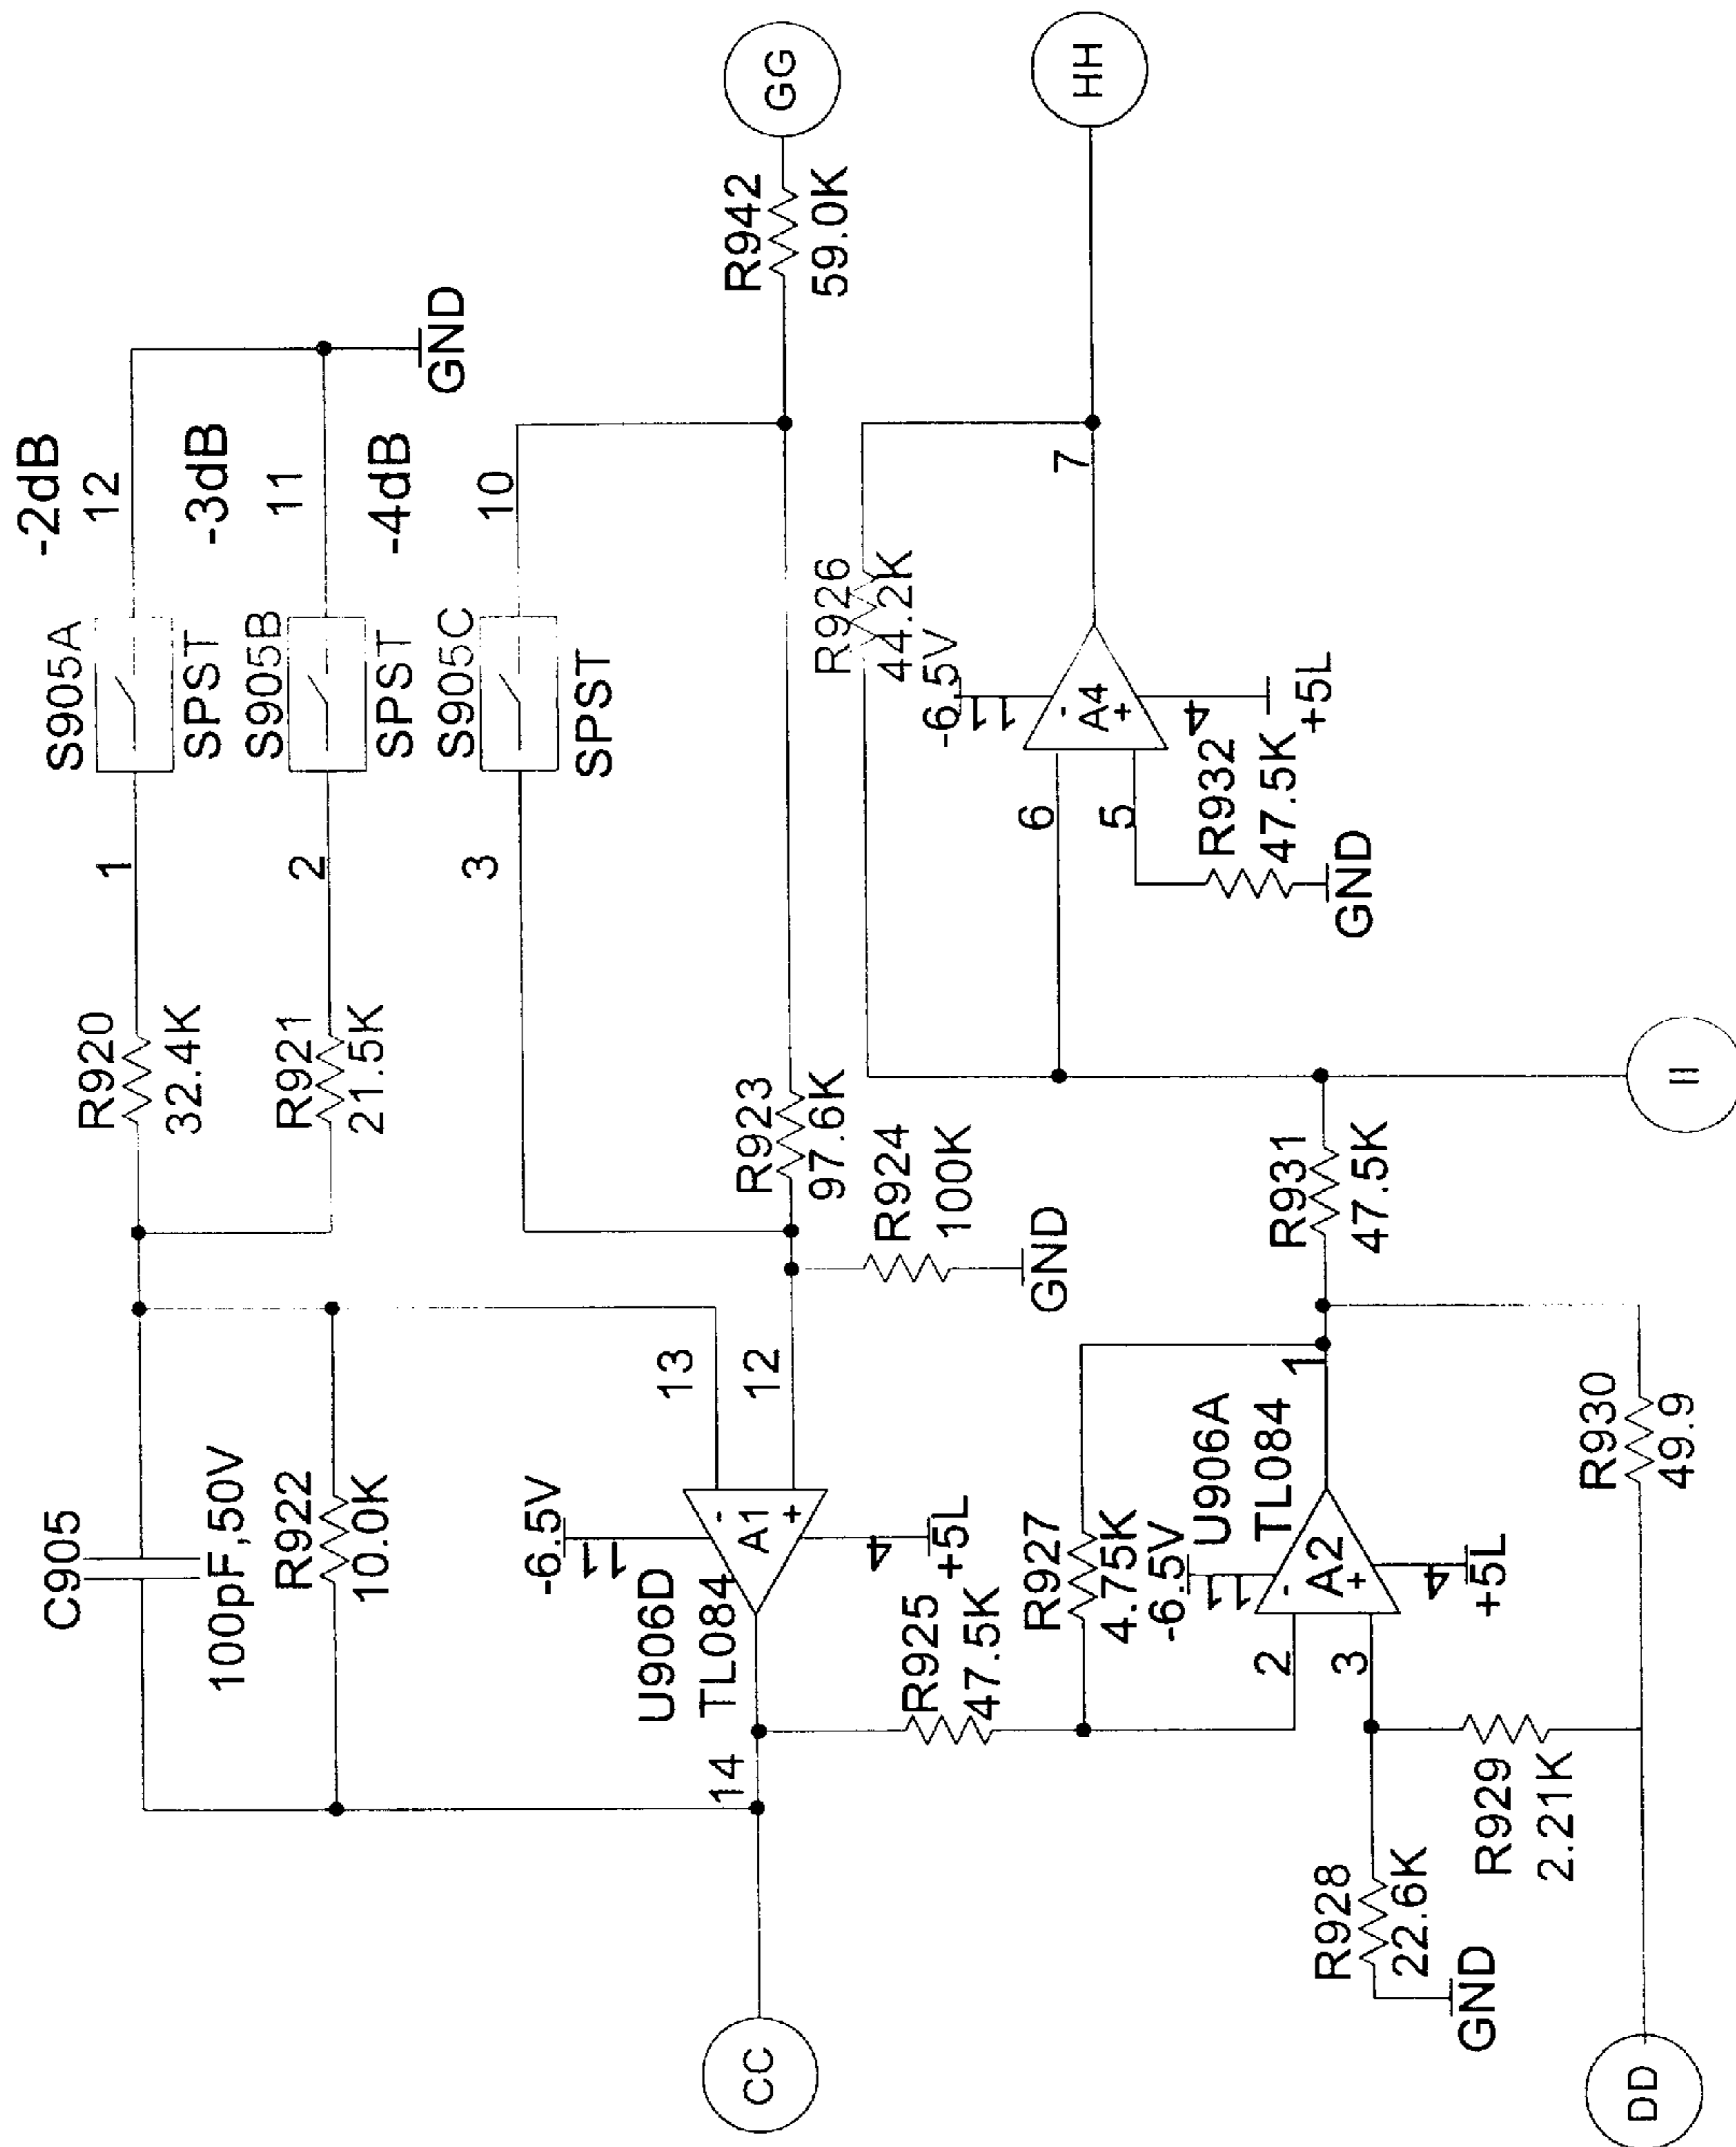 -2dB
12
S905A
SPST
1
R920
32.4K
-3dB
11
S905B
SPST
2
R921
21.5K
GND
-4dB
10
S905C
SPST
3
C905
100pF,50V
R922
10.0K
GG
R942
59.0K
R923
97.6K
R924
100K
GND
13
12
-6.5V
11
-
A1
+
4
+5L
U906D
TL084
14
CC
HH
R926
44.2K
-6.5V
11
7
-
A4
+
4
+5L
6
5
R932
47.5K
GND
R925
47.5K
R927
4.75K
-6.5V
11
U906A
TL084
1
-
A2
+
4
+5L
2
3
R931
47.5K
II
R930
49.9
R928
22.6K
GND
R929
2.21K
DD